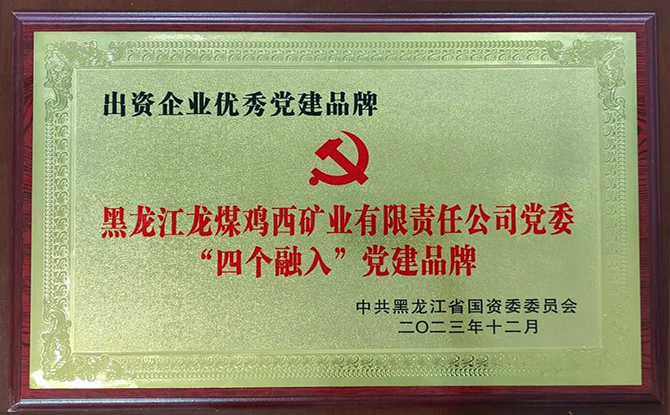 出资企业优秀党建品牌
黑龙江龙煤鸡西矿业有限责任公司党委
“四个融入”党建品牌
中共黑龙江省国资委委员会
二〇二三年十二月